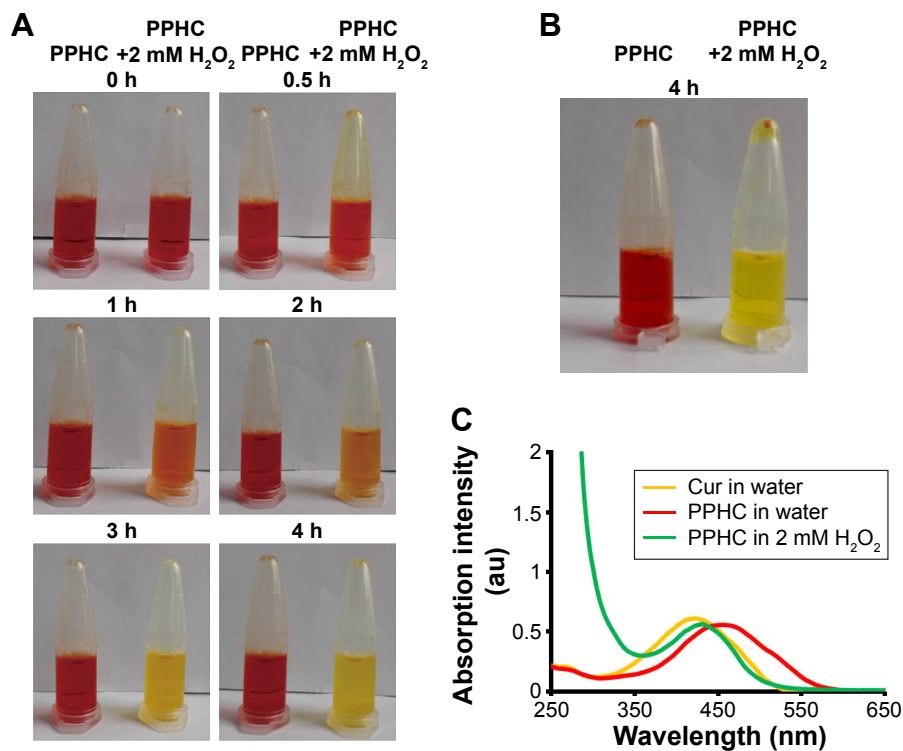 A
PPHC
PPHC +2 mM H₂O₂
PPHC
PPHC +2 mM H₂O₂
0 h
0.5 h
1 h
2 h
3 h
4 h
B
PPHC
PPHC
+2 mM H₂O₂
4 h
C
Absorption intensity
(au)
2
1.5
1
0.5
0
Cur in water
PPHC in water
PPHC in 2 mM H₂O₂
250 350 450 550 650
Wavelength (nm)